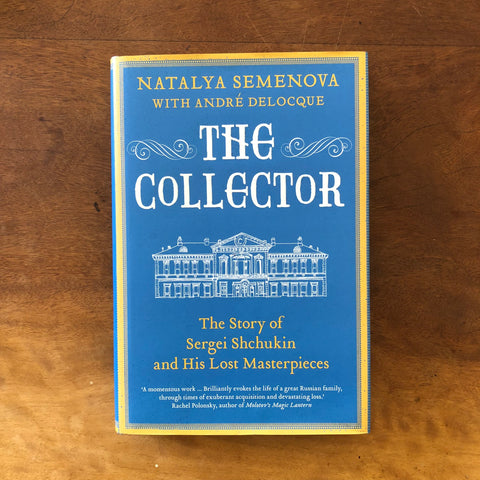 NATALYA SEMENOVA
WITH ANDRÉ DELOCQUE
THE
COLLECTOR
The Story of
Sergei Shchukin
and His Lost Masterpieces
'A momentous work ... Brilliantly evokes the life of a great Russian family,
through times of exuberant acquisition and devastating loss.'
Rachel Polonsky, author of Molotov's Magic Lantern